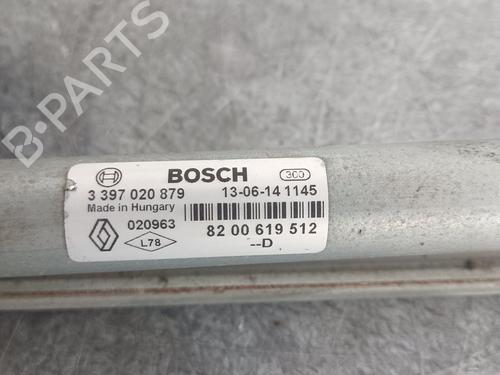 BOSCH
300
3 397 020 879
13-06-14 1145
Made in Hungary
020963
L78
82 00 619 512
--D
B-PARTS
B-PARTS